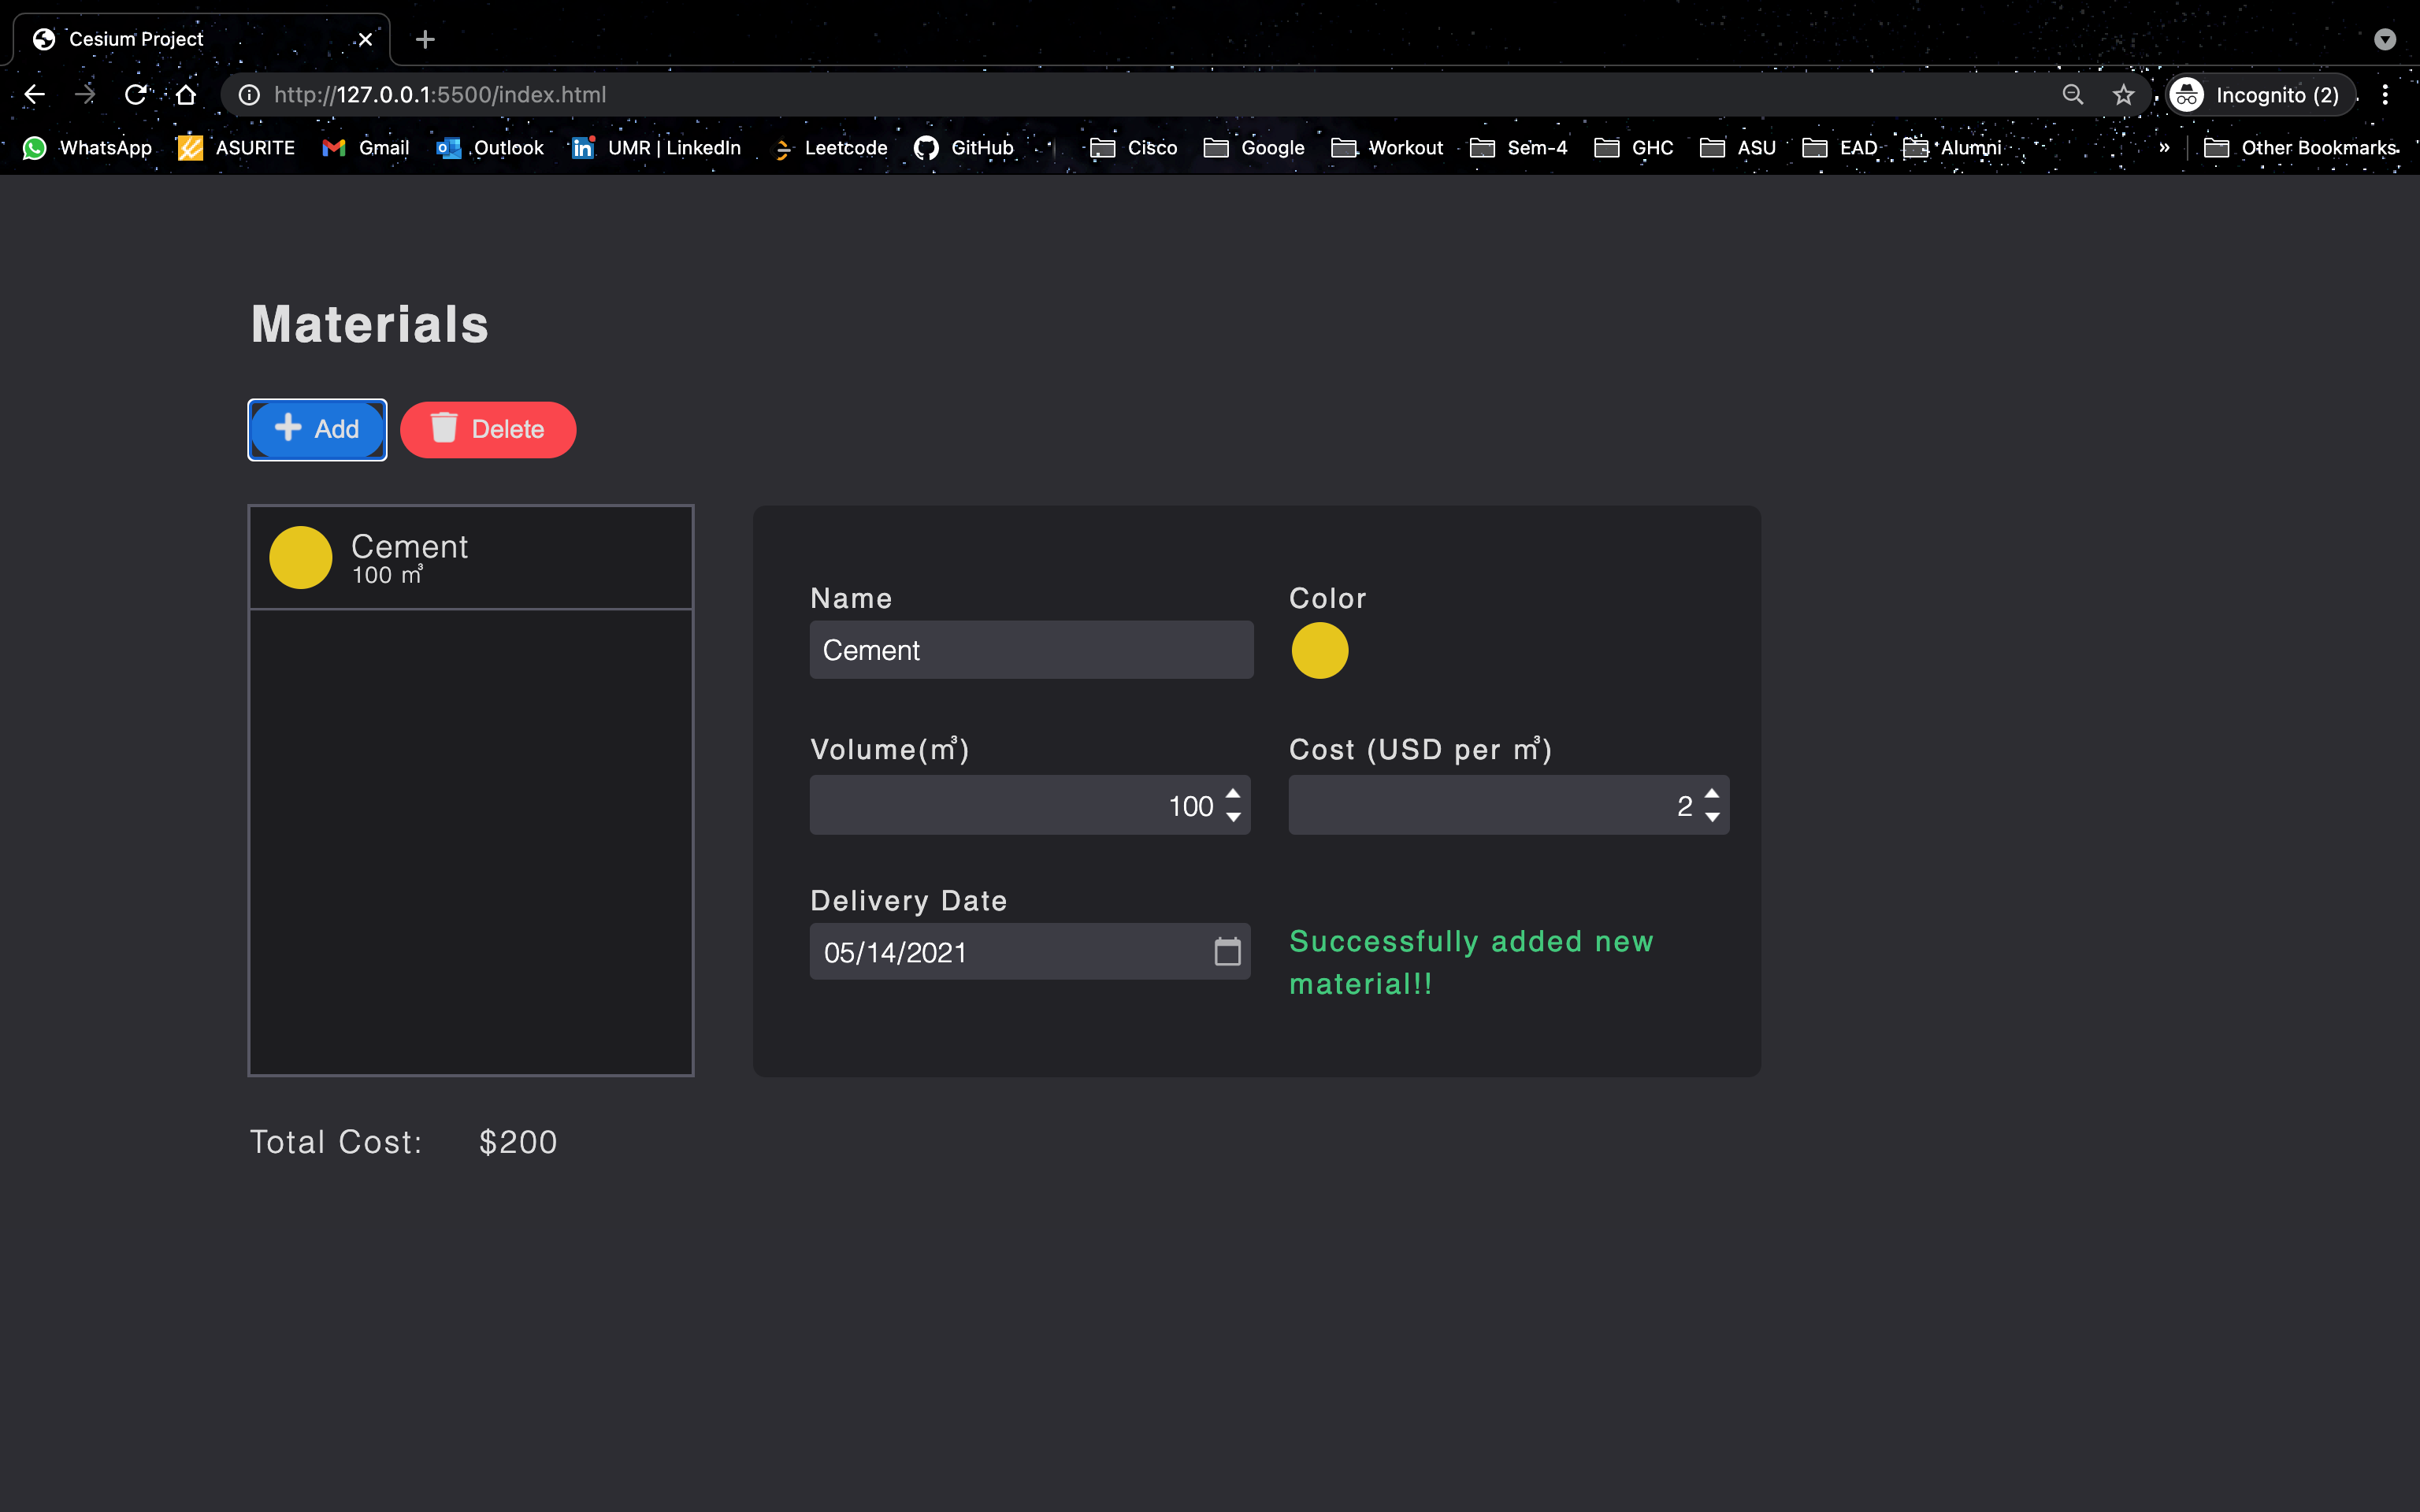 Cesium Project
http://127.0.0.1:5500/index.html
Incognito (2)
WhatsApp ASURITE Gmail Outlook UMR | LinkedIn Leetcode GitHub Cisco Google Workout Sem-4 GHC ASU EAD Alumni » Other Bookmarks
Materials
Add Delete
Cement
100 ㎥
Name Color
Cement
Volume(㎥) Cost (USD per ㎥)
100 2
Delivery Date
05/14/2021
Successfully added new
material!!
Total Cost: $200